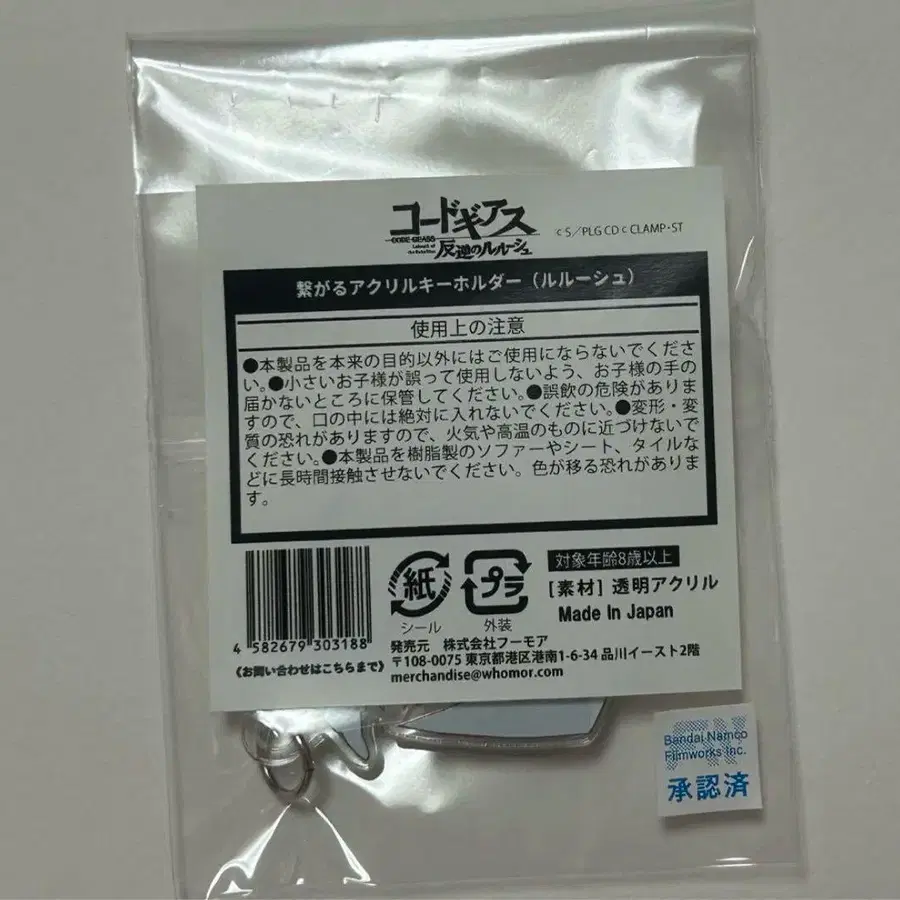 コードギアス
CODE GEASS
Lelouch of the Rebellion
反逆のルルーシュ
c S／PLG CD c CLAMP・ST
繋がるアクリルキーホルダー（ルルーシュ）
使用上の注意
●本製品を本来の目的以外にはご使用にならないでくださ
い。●小さいお子様が誤って使用しないよう、お子様の手の
届かないところに保管してください。●誤飲の危険がありま
すので、口の中には絶対に入れないでください。●変形・変
質の恐れがありますので、火気や高温のものに近づけないで
ください。●本製品を樹脂製のソファーやシート、タイルな
どに長時間接触させないでください。色が移る恐れがありま
す。
4 582679 303188
《お問い合わせはこちらまで》
紙
シール
プラ
外装
対象年齢8歳以上
[素材] 透明アクリル
Made In Japan
発売元 株式会社フーモア
〒108-0075 東京都港区港南1-6-34 品川イースト2階
merchandise@whomor.com
Bandai Namco
Filmworks Inc.
承認済